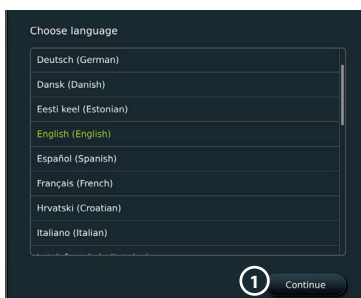 Choose language
Deutsch (German)
Dansk (Danish)
Eesti keel (Estonian)
English (English)
Español (Spanish)
Français (French)
Hrvatski (Croatian)
Italiano (Italian)
1 Continue